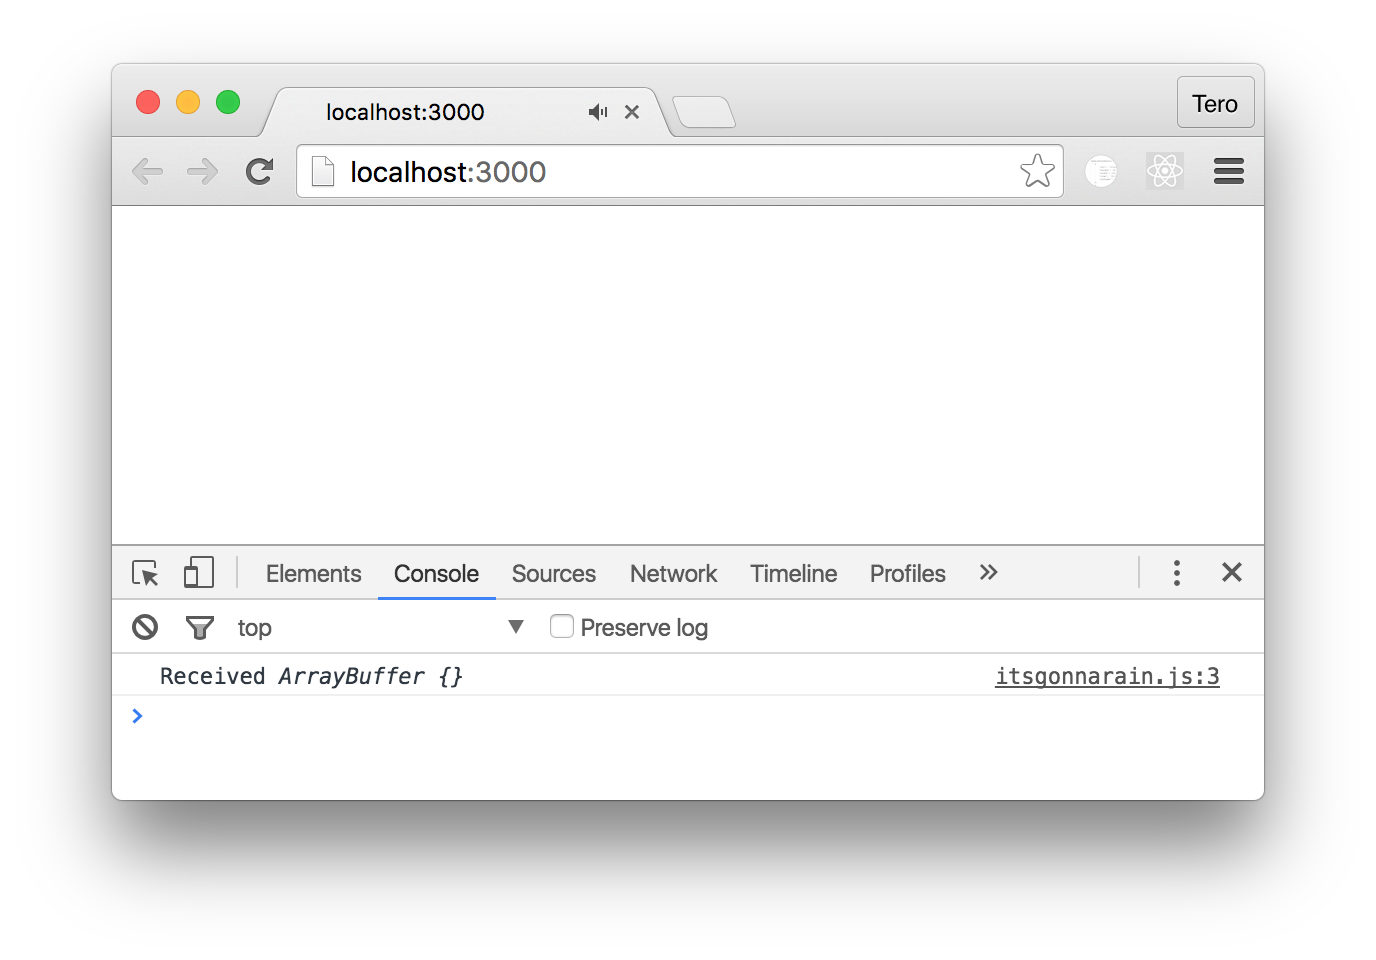 localhost:3000
Tero
localhost:3000
Elements Console Sources Network Timeline Profiles
top Preserve log
Received ArrayBuffer {} itsgonnarain.js:3